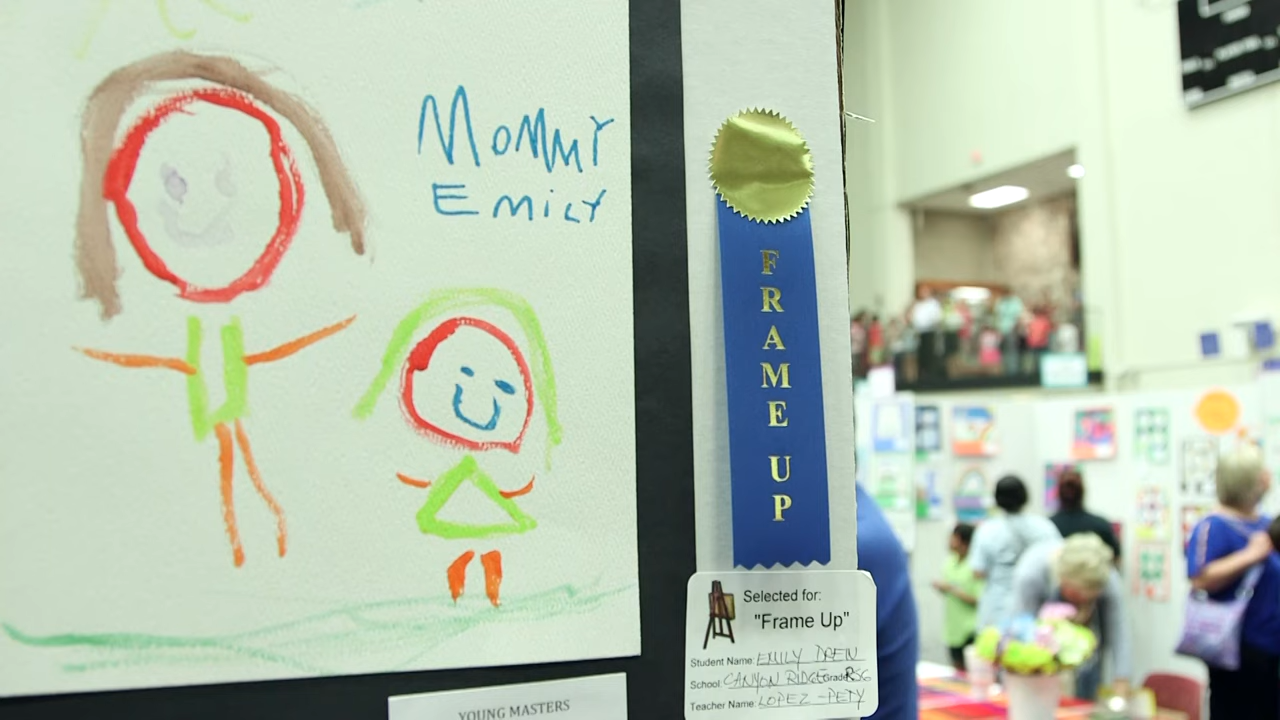 MOMMY
EMILY
FRAME UP
Selected for:
"Frame Up"
Student Name: EMILY DREW
School: CANYON RIDGE Grade:
Teacher Name: LOPEZ-PETY
YOUNG MASTERS